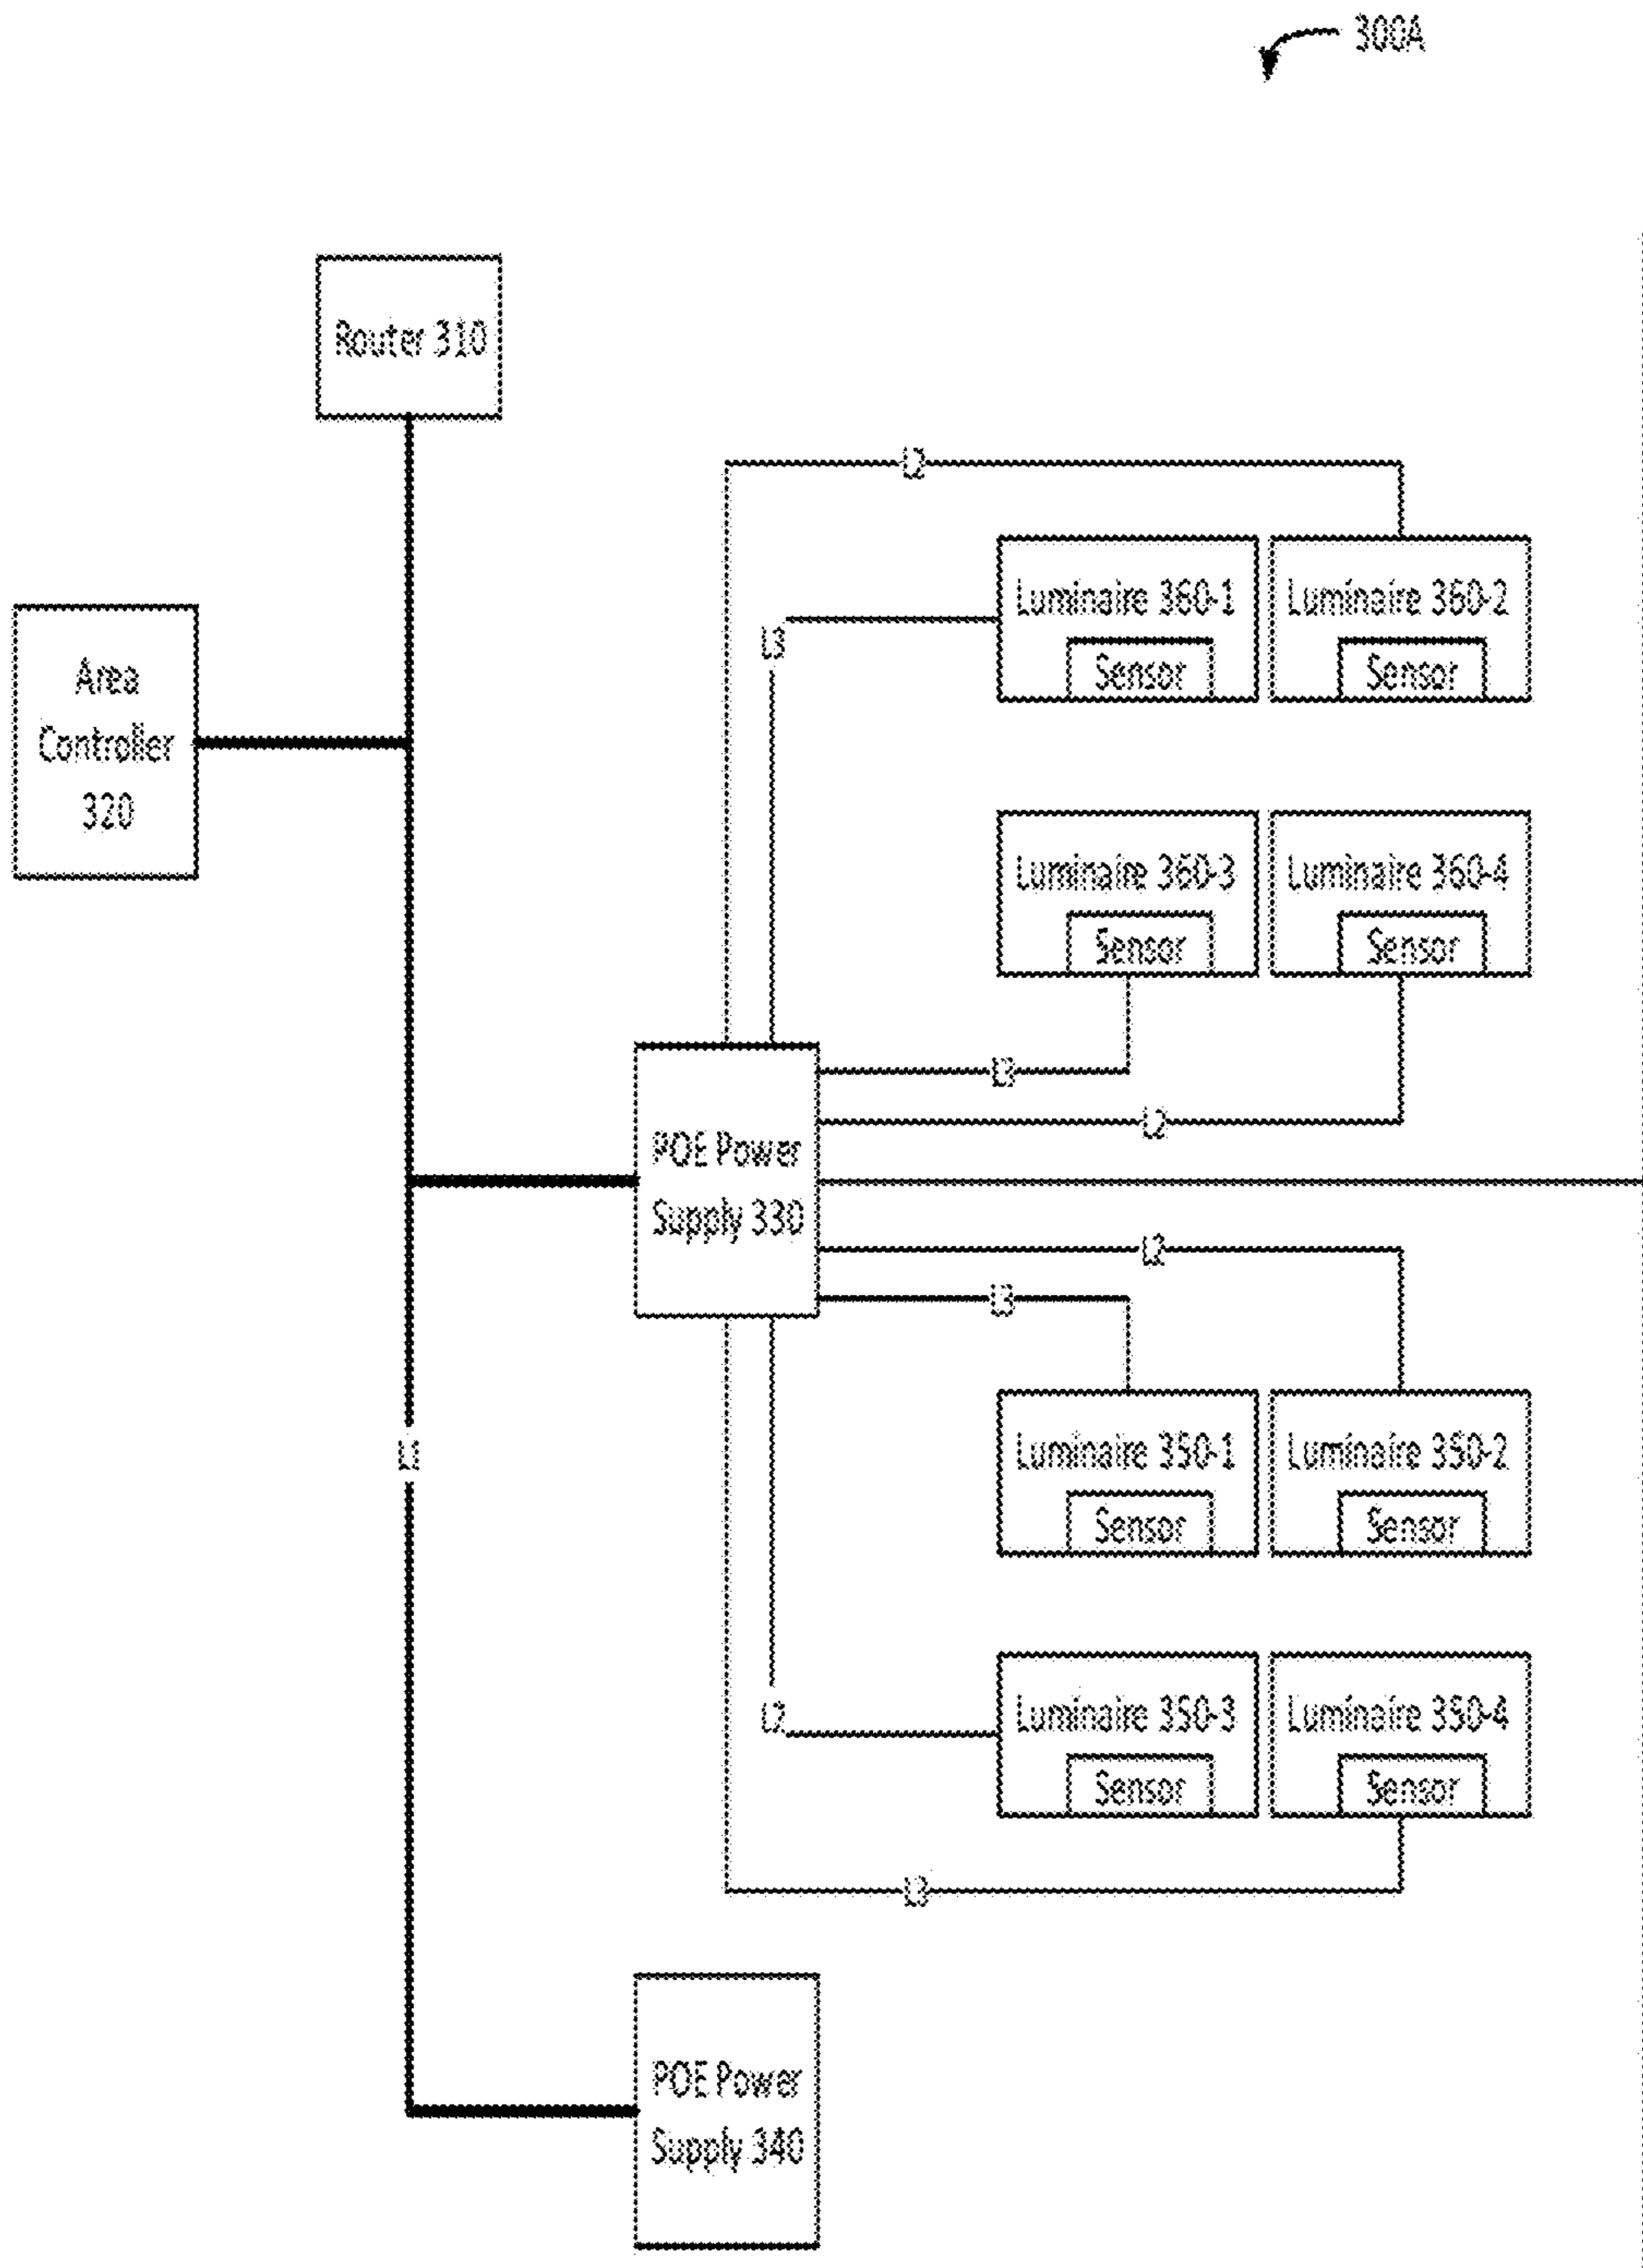 300A
Router 310
L2
Luminaire 360-1
Luminaire 360-2
L3
Sensor
Sensor
Area
Controller
320
Luminaire 360-3
Luminaire 360-4
Sensor
Sensor
L2
POE Power
Supply 330
L2
L3
L1
Luminaire 350-1
Luminaire 350-2
Sensor
Sensor
L2
Luminaire 350-3
Luminaire 350-4
Sensor
Sensor
L3
POE Power
Supply 340